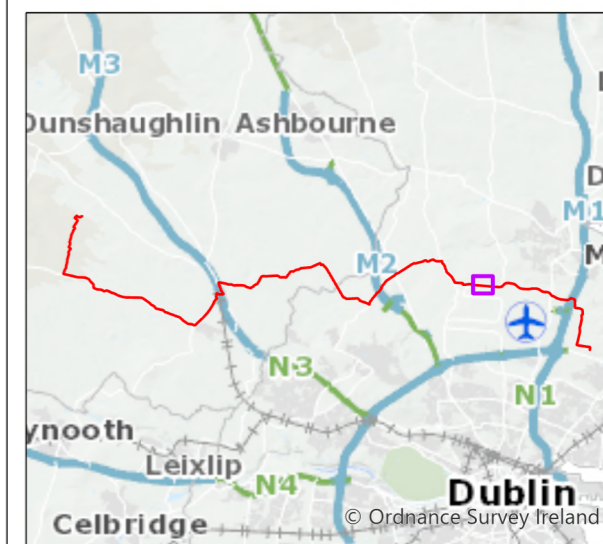 M3
Dunshaughlin Ashbourne
M1
M2
N3
N1
ynooth
Leixlip
N4
Dublin
Celbridge
© Ordnance Survey Ireland